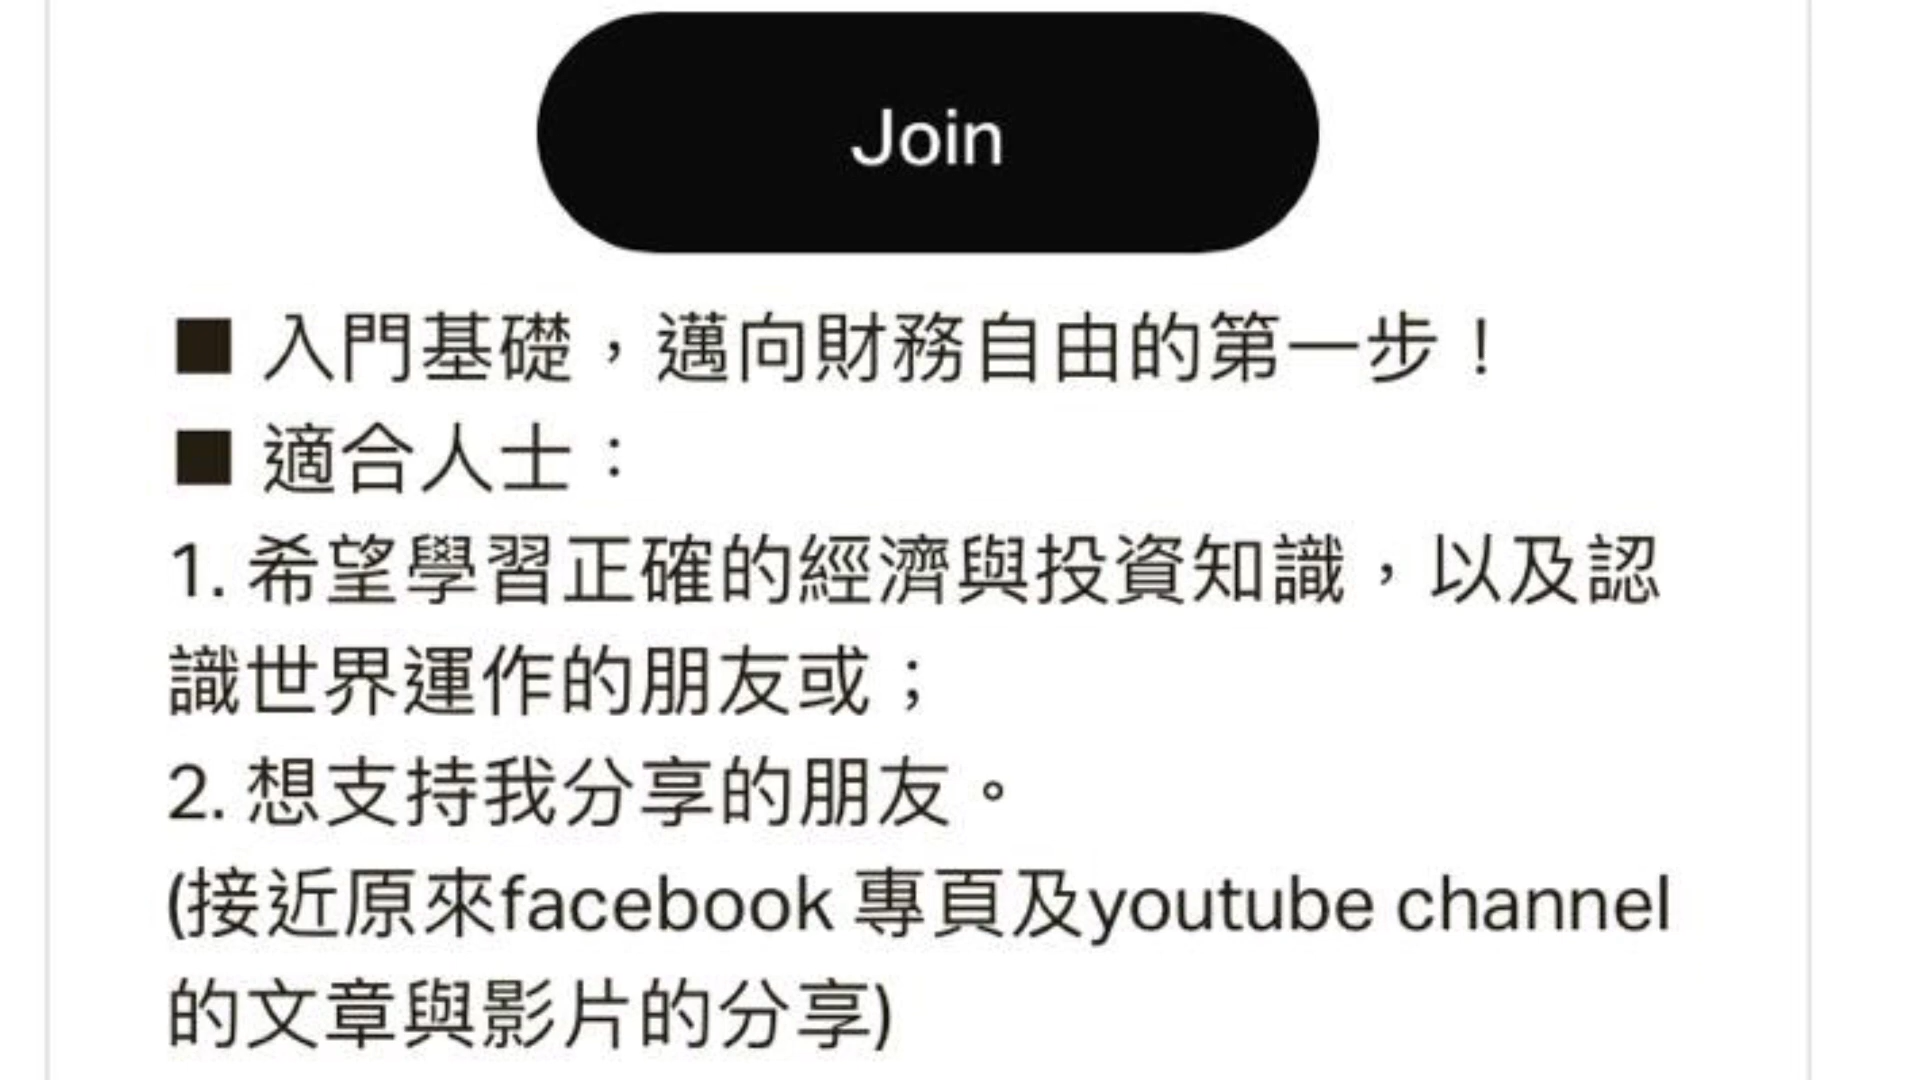 Join
■ 入門基礎，邁向財務自由的第一步！
■ 適合人士：
1. 希望學習正確的經濟與投資知識，以及認
識世界運作的朋友或；
2. 想支持我分享的朋友。
(接近原來facebook 專頁及youtube channel
的文章與影片的分享)